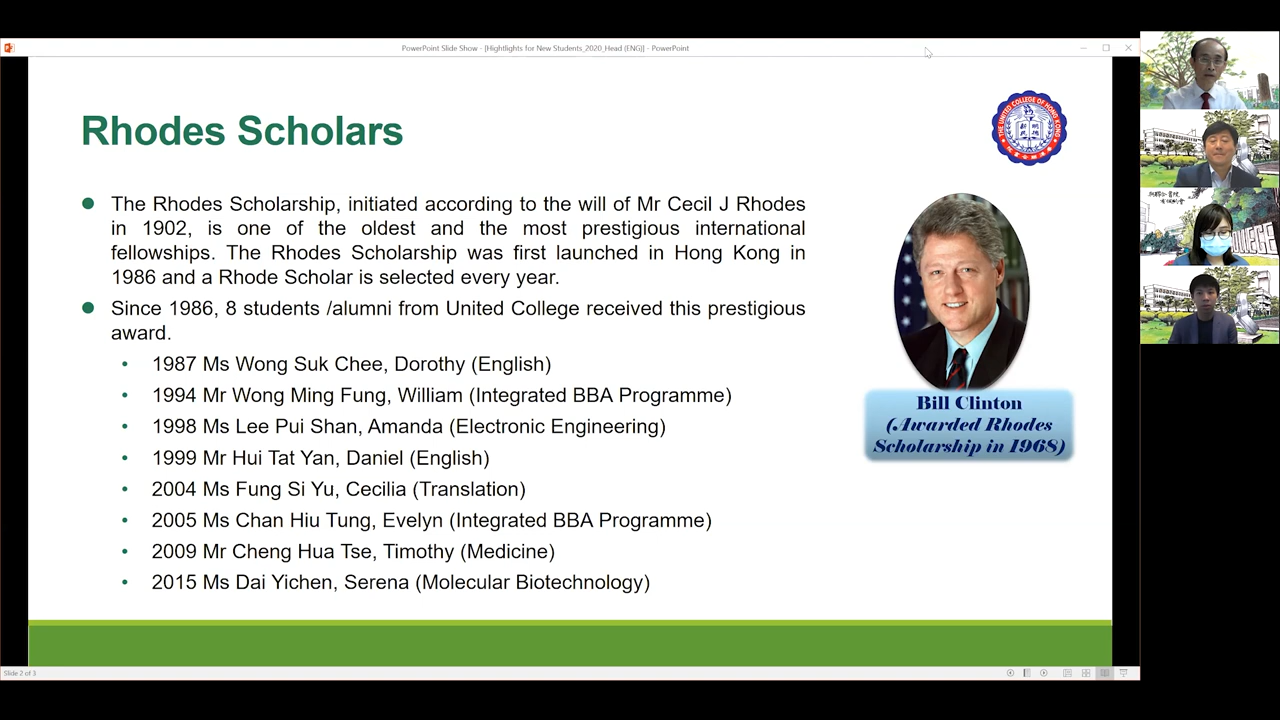 PowerPoint Slide Show - [Hightlights for New Students_2020_Head (ENG)] - PowerPoint
Rhodes Scholars
THE UNITED COLLEGE OF HONG KONG
The Rhodes Scholarship, initiated according to the will of Mr Cecil J Rhodes
in 1902, is one of the oldest and the most prestigious international
fellowships. The Rhodes Scholarship was first launched in Hong Kong in
1986 and a Rhode Scholar is selected every year.
Since 1986, 8 students /alumni from United College received this prestigious
award.
1987 Ms Wong Suk Chee, Dorothy (English)
1994 Mr Wong Ming Fung, William (Integrated BBA Programme)
1998 Ms Lee Pui Shan, Amanda (Electronic Engineering)
1999 Mr Hui Tat Yan, Daniel (English)
2004 Ms Fung Si Yu, Cecilia (Translation)
2005 Ms Chan Hiu Tung, Evelyn (Integrated BBA Programme)
2009 Mr Cheng Hua Tse, Timothy (Medicine)
2015 Ms Dai Yichen, Serena (Molecular Biotechnology)
Bill Clinton
(Awarded Rhodes
Scholarship in 1968)
Slide 2 of 3